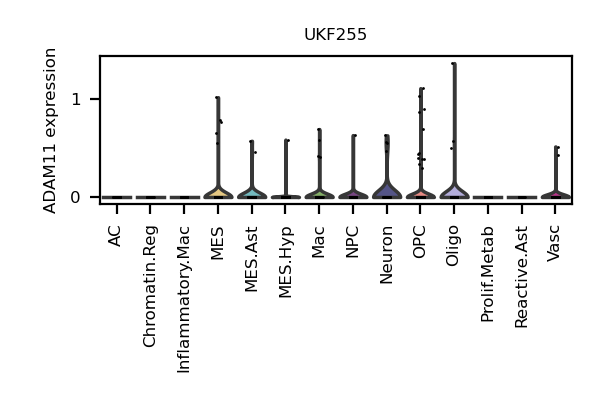 UKF255
ADAM11 expression
1
0
AC
Chromatin.Reg
Inflammatory.Mac
MES
MES.Ast
MES.Hyp
Mac
NPC
Neuron
OPC
Oligo
Prolif.Metab
Reactive.Ast
Vasc